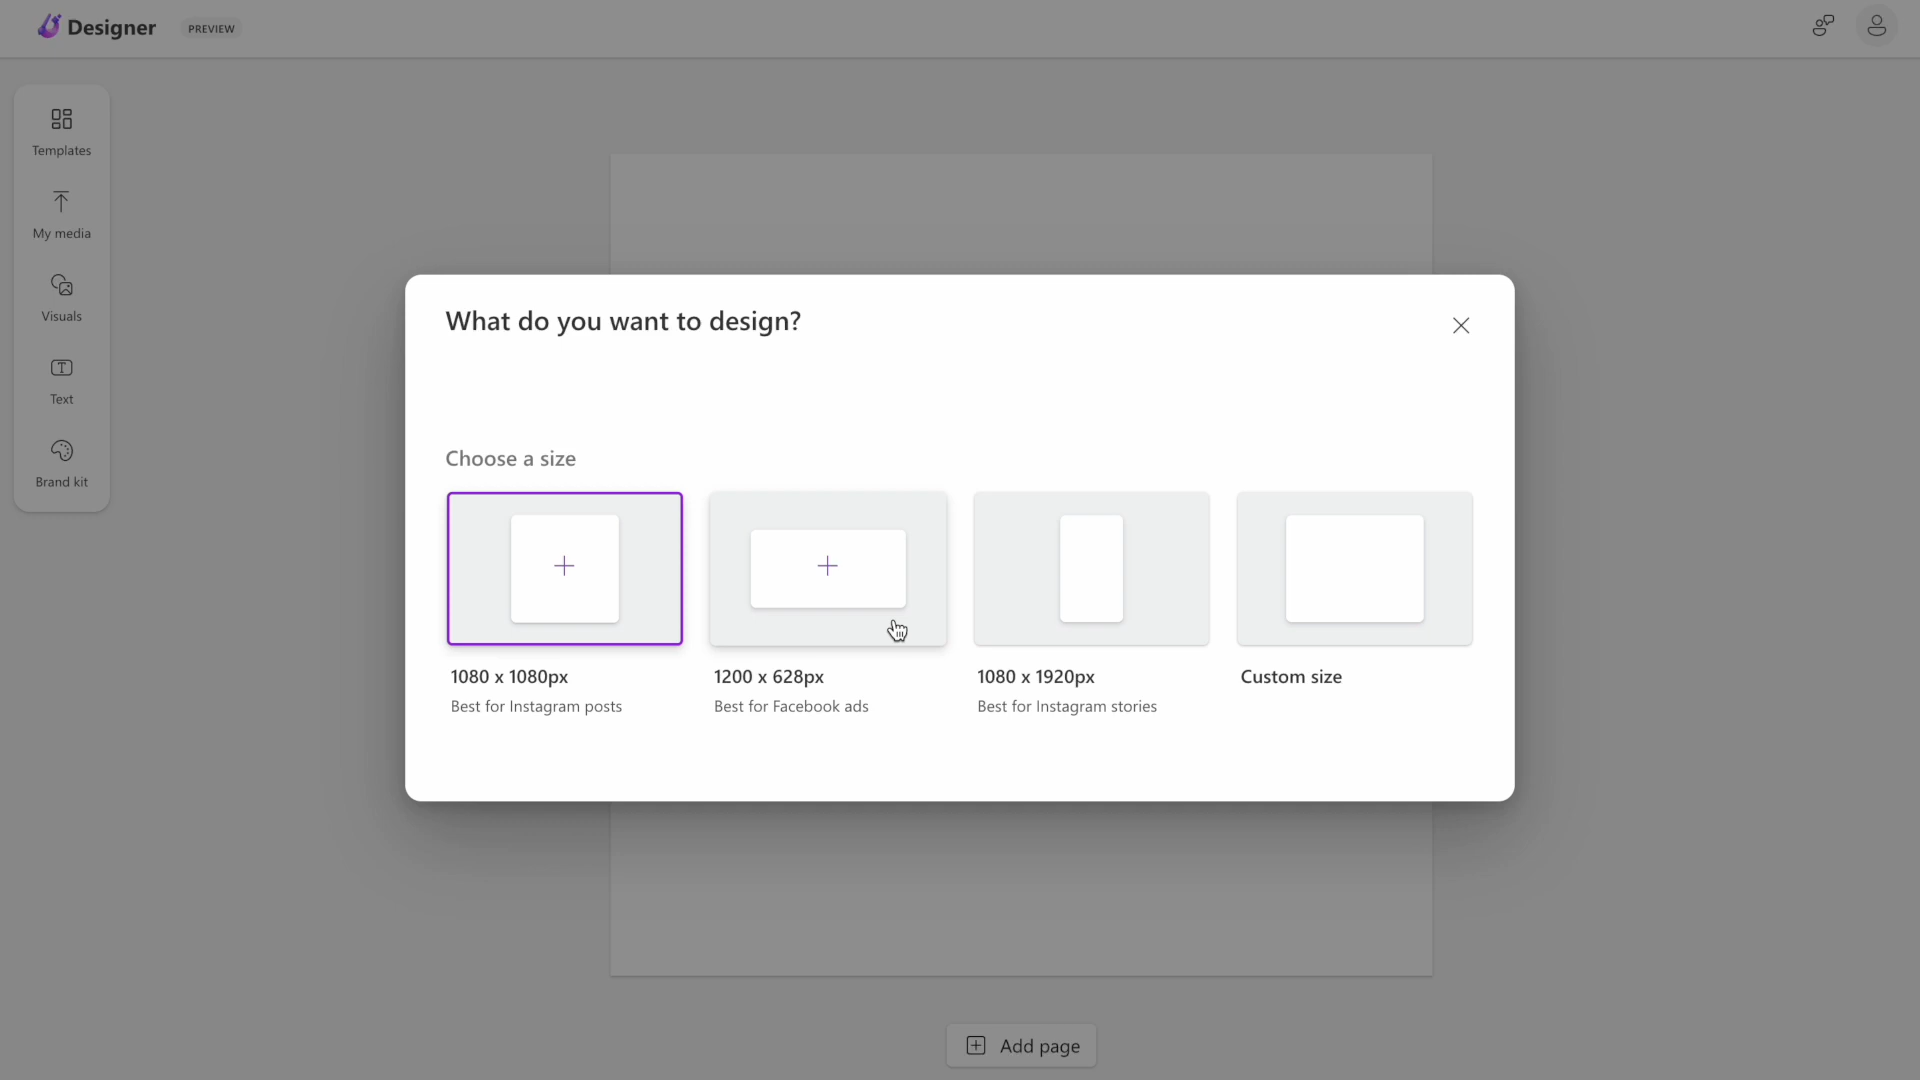 Designer PREVIEW
Templates
My media
Visuals
Text
Brand kit
What do you want to design?
Choose a size
1080 x 1080px
Best for Instagram posts
1200 x 628px
Best for Facebook ads
1080 x 1920px
Best for Instagram stories
Custom size
Add page